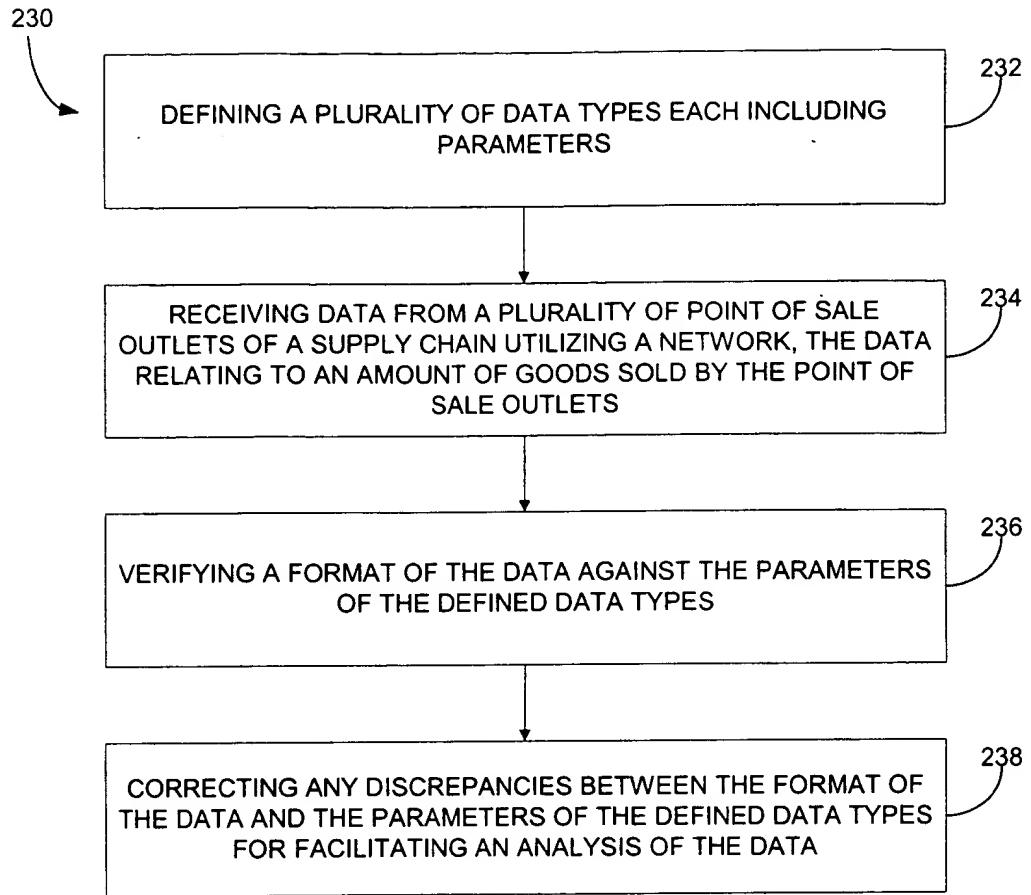 230
232
DEFINING A PLURALITY OF DATA TYPES EACH INCLUDING
PARAMETERS
234
RECEIVING DATA FROM A PLURALITY OF POINT OF SALE
OUTLETS OF A SUPPLY CHAIN UTILIZING A NETWORK, THE DATA
RELATING TO AN AMOUNT OF GOODS SOLD BY THE POINT OF
SALE OUTLETS
236
VERIFYING A FORMAT OF THE DATA AGAINST THE PARAMETERS
OF THE DEFINED DATA TYPES
238
CORRECTING ANY DISCREPANCIES BETWEEN THE FORMAT OF
THE DATA AND THE PARAMETERS OF THE DEFINED DATA TYPES
FOR FACILITATING AN ANALYSIS OF THE DATA